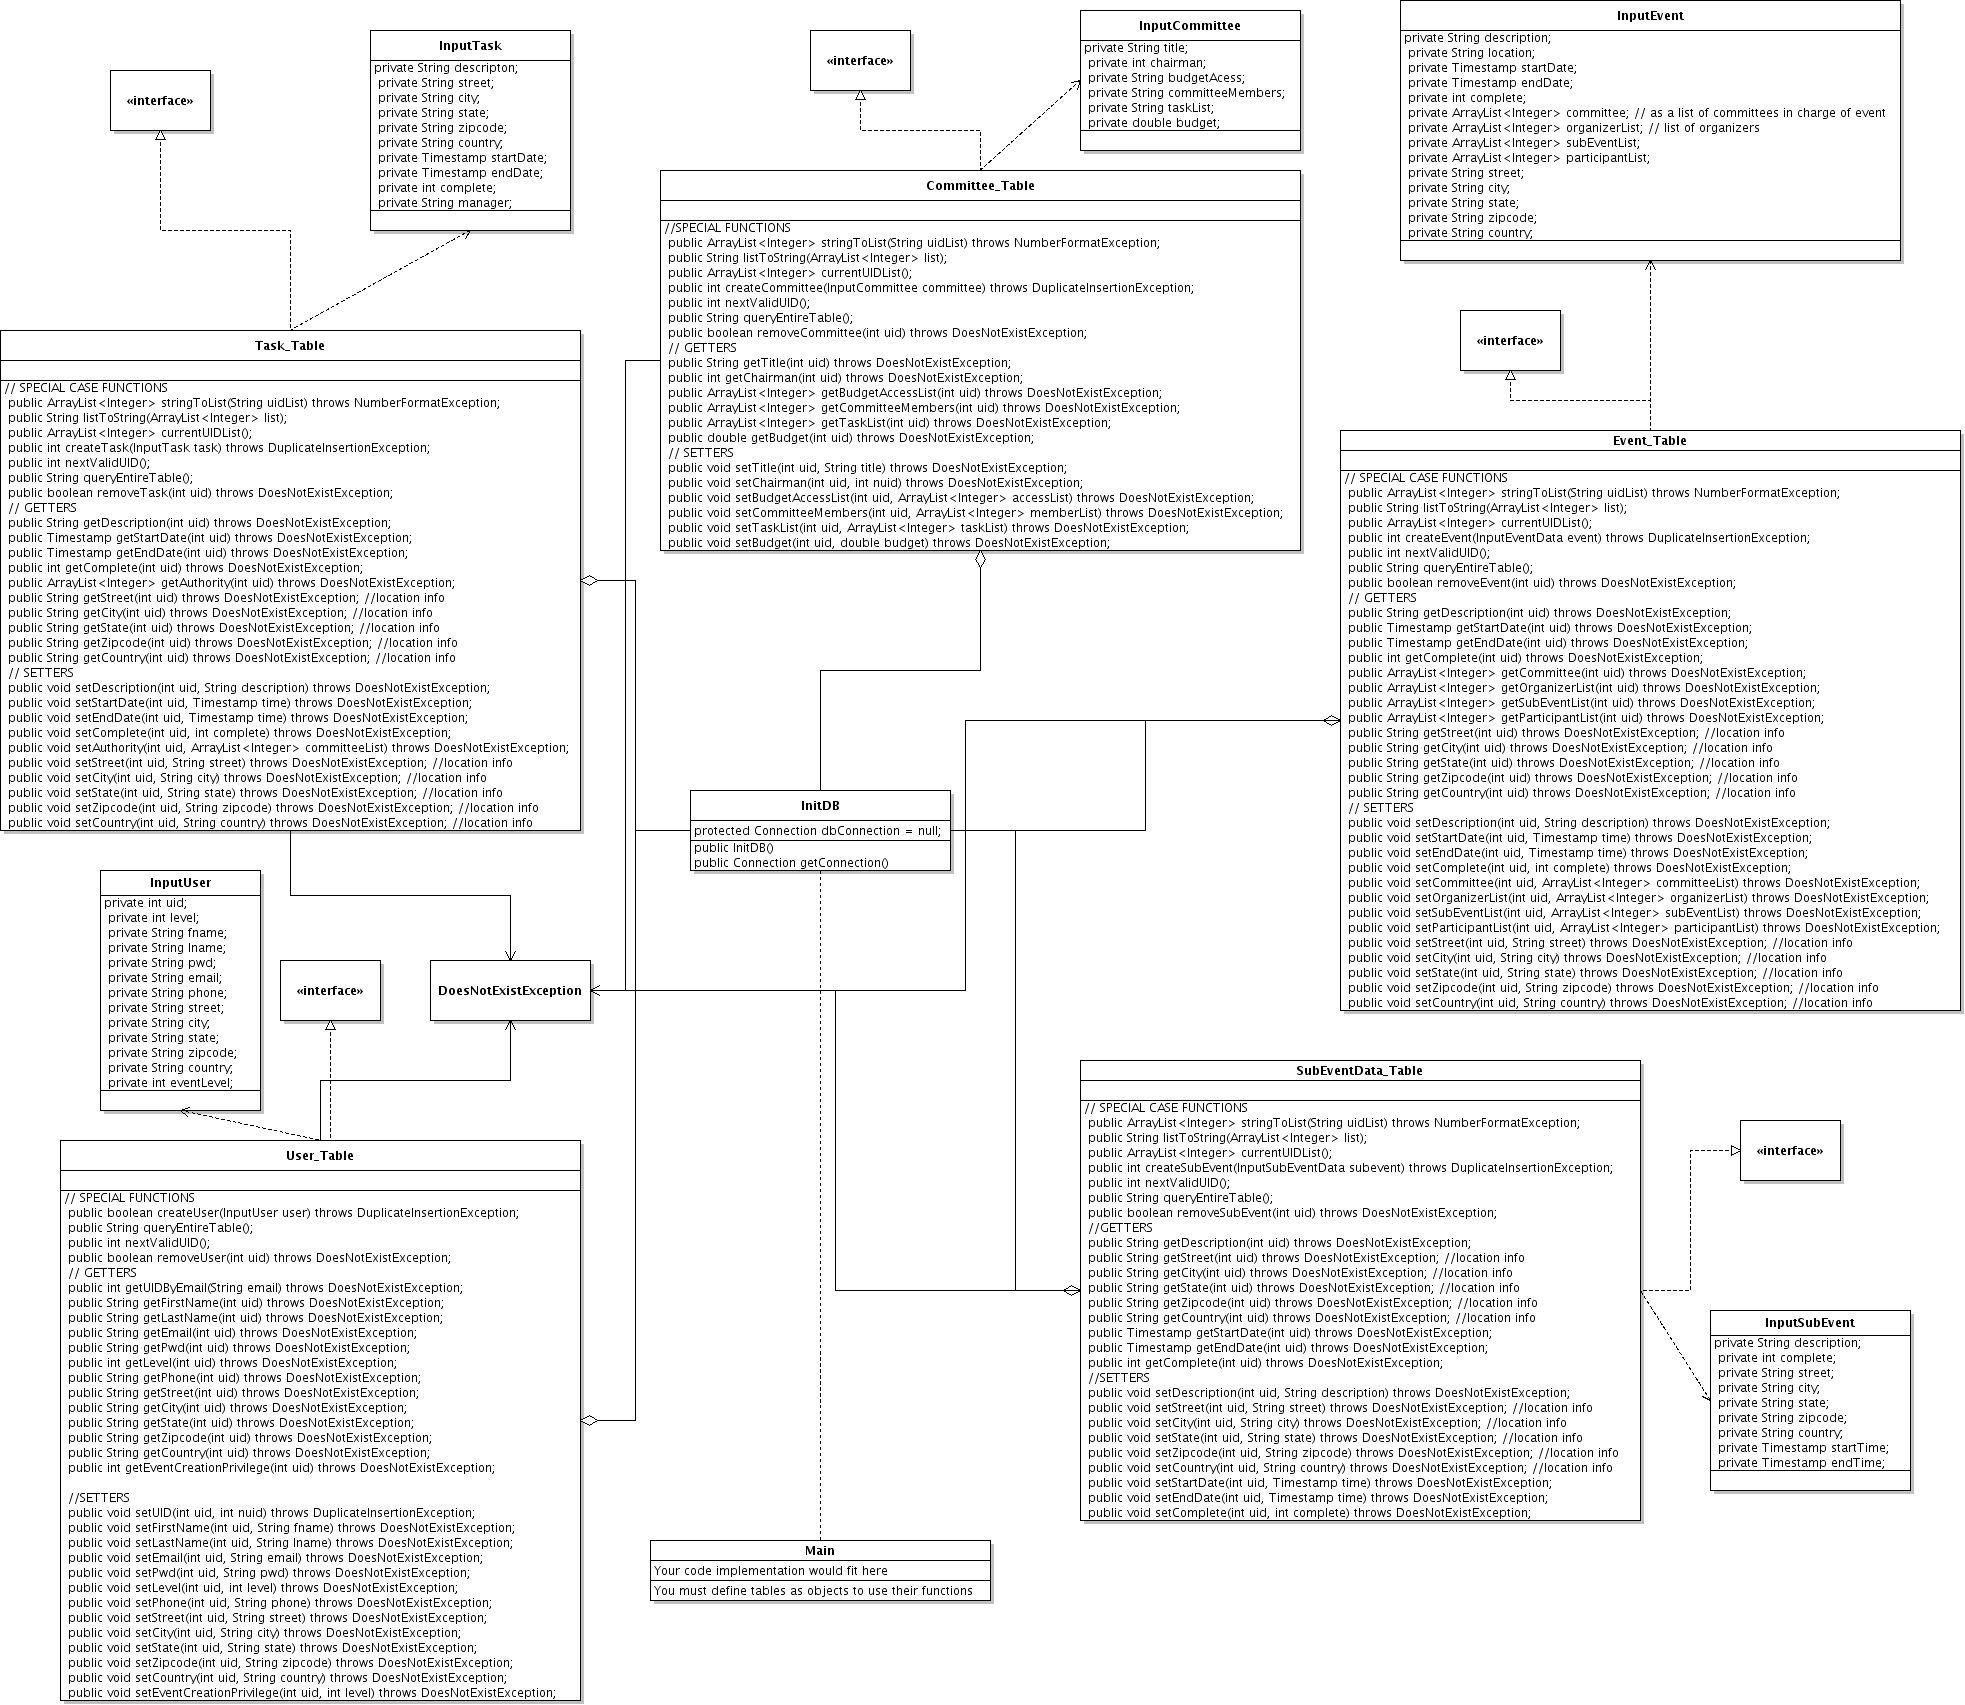 InputTask
private String descripton;
private String street;
private String city;
private String state;
private String zipcode;
private String country;
private Timestamp startDate;
private Timestamp endDate;
private int complete;
private String manager;
«interface»
«interface»
InputCommittee
private String title;
private int chairman;
private String budgetAcess;
private String committeeMembers;
private String taskList;
private double budget;
InputEvent
private String description;
private String location;
private Timestamp startDate;
private Timestamp endDate;
private int complete;
private ArrayList<Integer> committee; // as a list of committees in charge of event
private ArrayList<Integer> organizerList; // list of organizers
private ArrayList<Integer> subEventList;
private ArrayList<Integer> participantList;
private String street;
private String city;
private String state;
private String zipcode;
private String country;
«interface»
Committee_Table
//SPECIAL FUNCTIONS
public ArrayList<Integer> stringToList(String uidList) throws NumberFormatException;
public String listToString(ArrayList<Integer> list);
public ArrayList<Integer> currentUIDList();
public int createCommittee(InputCommittee committee) throws DuplicateInsertionException;
public int nextValidUID();
public String queryEntireTable();
public boolean removeCommittee(int uid) throws DoesNotExistException;
// GETTERS
public String getTitle(int uid) throws DoesNotExistException;
public int getChairman(int uid) throws DoesNotExistException;
public ArrayList<Integer> getBudgetAccessList(int uid) throws DoesNotExistException;
public ArrayList<Integer> getCommitteeMembers(int uid) throws DoesNotExistException;
public ArrayList<Integer> getTaskList(int uid) throws DoesNotExistException;
public double getBudget(int uid) throws DoesNotExistException;
// SETTERS
public void setTitle(int uid, String title) throws DoesNotExistException;
public void setChairman(int uid, int nuid) throws DoesNotExistException;
public void setBudgetAccessList(int uid, ArrayList<Integer> accessList) throws DoesNotExistException;
public void setCommitteeMembers(int uid, ArrayList<Integer> memberList) throws DoesNotExistException;
public void setTaskList(int uid, ArrayList<Integer> taskList) throws DoesNotExistException;
public void setBudget(int uid, double budget) throws DoesNotExistException;
Task_Table
// SPECIAL CASE FUNCTIONS
public ArrayList<Integer> stringToList(String uidList) throws NumberFormatException;
public String listToString(ArrayList<Integer> list);
public ArrayList<Integer> currentUIDList();
public int createTask(InputTask task) throws DuplicateInsertionException;
public int nextValidUID();
public String queryEntireTable();
public boolean removeTask(int uid) throws DoesNotExistException;
// GETTERS
public String getDescription(int uid) throws DoesNotExistException;
public Timestamp getStartDate(int uid) throws DoesNotExistException;
public Timestamp getEndDate(int uid) throws DoesNotExistException;
public int getComplete(int uid) throws DoesNotExistException;
public ArrayList<Integer> getAuthority(int uid) throws DoesNotExistException;
public String getStreet(int uid) throws DoesNotExistException; //location info
public String getCity(int uid) throws DoesNotExistException; //location info
public String getState(int uid) throws DoesNotExistException; //location info
public String getZipcode(int uid) throws DoesNotExistException; //location info
public String getCountry(int uid) throws DoesNotExistException; //location info
// SETTERS
public void setDescription(int uid, String description) throws DoesNotExistException;
public void setStartDate(int uid, Timestamp time) throws DoesNotExistException;
public void setEndDate(int uid, Timestamp time) throws DoesNotExistException;
public void setComplete(int uid, int complete) throws DoesNotExistException;
public void setAuthority(int uid, ArrayList<Integer> committeeList) throws DoesNotExistException;
public void setStreet(int uid, String street) throws DoesNotExistException; //location info
public void setCity(int uid, String city) throws DoesNotExistException; //location info
public void setState(int uid, String state) throws DoesNotExistException; //location info
public void setZipcode(int uid, String zipcode) throws DoesNotExistException; //location info
public void setCountry(int uid, String country) throws DoesNotExistException; //location info
Event_Table
// SPECIAL CASE FUNCTIONS
public ArrayList<Integer> stringToList(String uidList) throws NumberFormatException;
public String listToString(ArrayList<Integer> list);
public ArrayList<Integer> currentUIDList();
public int createEvent(InputEventData event) throws DuplicateInsertionException;
public int nextValidUID();
public String queryEntireTable();
public boolean removeEvent(int uid) throws DoesNotExistException;
// GETTERS
public String getDescription(int uid) throws DoesNotExistException;
public Timestamp getStartDate(int uid) throws DoesNotExistException;
public Timestamp getEndDate(int uid) throws DoesNotExistException;
public int getComplete(int uid) throws DoesNotExistException;
public ArrayList<Integer> getCommittee(int uid) throws DoesNotExistException;
public ArrayList<Integer> getOrganizerList(int uid) throws DoesNotExistException;
public ArrayList<Integer> getSubEventList(int uid) throws DoesNotExistException;
public ArrayList<Integer> getParticipantList(int uid) throws DoesNotExistException;
public String getStreet(int uid) throws DoesNotExistException; //location info
public String getCity(int uid) throws DoesNotExistException; //location info
public String getState(int uid) throws DoesNotExistException; //location info
public String getZipcode(int uid) throws DoesNotExistException; //location info
public String getCountry(int uid) throws DoesNotExistException; //location info
// SETTERS
public void setDescription(int uid, String description) throws DoesNotExistException;
public void setStartDate(int uid, Timestamp time) throws DoesNotExistException;
public void setEndDate(int uid, Timestamp time) throws DoesNotExistException;
public void setComplete(int uid, int complete) throws DoesNotExistException;
public void setCommittee(int uid, ArrayList<Integer> committeeList) throws DoesNotExistException;
public void setOrganizerList(int uid, ArrayList<Integer> organizerList) throws DoesNotExistException;
public void setSubEventList(int uid, ArrayList<Integer> subEventList) throws DoesNotExistException;
public void setParticipantList(int uid, ArrayList<Integer> participantList) throws DoesNotExistException;
public void setStreet(int uid, String street) throws DoesNotExistException; //location info
public void setCity(int uid, String city) throws DoesNotExistException; //location info
public void setState(int uid, String state) throws DoesNotExistException; //location info
public void setZipcode(int uid, String zipcode) throws DoesNotExistException; //location info
public void setCountry(int uid, String country) throws DoesNotExistException; //location info
InitDB
protected Connection dbConnection = null;
public InitDB()
public Connection getConnection()
InputUser
private int uid;
private int level;
private String fname;
private String lname;
private String pwd;
private String email;
private String phone;
private String street;
private String city;
private String state;
private String zipcode;
private String country;
private int eventLevel;
«interface»
DoesNotExistException
User_Table
// SPECIAL FUNCTIONS
public boolean createUser(InputUser user) throws DuplicateInsertionException;
public String queryEntireTable();
public int nextValidUID();
public boolean removeUser(int uid) throws DoesNotExistException;
// GETTERS
public int getUIDByEmail(String email) throws DoesNotExistException;
public String getFirstName(int uid) throws DoesNotExistException;
public String getLastName(int uid) throws DoesNotExistException;
public String getEmail(int uid) throws DoesNotExistException;
public String getPwd(int uid) throws DoesNotExistException;
public int getLevel(int uid) throws DoesNotExistException;
public String getPhone(int uid) throws DoesNotExistException;
public String getStreet(int uid) throws DoesNotExistException;
public String getCity(int uid) throws DoesNotExistException;
public String getState(int uid) throws DoesNotExistException;
public String getZipcode(int uid) throws DoesNotExistException;
public String getCountry(int uid) throws DoesNotExistException;
public int getEventCreationPrivilege(int uid) throws DoesNotExistException;
//SETTERS
public void setUID(int uid, int nuid) throws DuplicateInsertionException;
public void setFirstName(int uid, String fname) throws DoesNotExistException;
public void setLastName(int uid, String lname) throws DoesNotExistException;
public void setEmail(int uid, String email) throws DoesNotExistException;
public void setPwd(int uid, String pwd) throws DoesNotExistException;
public void setLevel(int uid, int level) throws DoesNotExistException;
public void setPhone(int uid, String phone) throws DoesNotExistException;
public void setStreet(int uid, String street) throws DoesNotExistException;
public void setCity(int uid, String city) throws DoesNotExistException;
public void setState(int uid, String state) throws DoesNotExistException;
public void setZipcode(int uid, String zipcode) throws DoesNotExistException;
public void setCountry(int uid, String country) throws DoesNotExistException;
public void setEventCreationPrivilege(int uid, int level) throws DoesNotExistException;
SubEventData_Table
// SPECIAL CASE FUNCTIONS
public ArrayList<Integer> stringToList(String uidList) throws NumberFormatException;
public String listToString(ArrayList<Integer> list);
public ArrayList<Integer> currentUIDList();
public int createSubEvent(InputSubEventData subevent) throws DuplicateInsertionException;
public int nextValidUID();
public String queryEntireTable();
public boolean removeSubEvent(int uid) throws DoesNotExistException;
//GETTERS
public String getDescription(int uid) throws DoesNotExistException;
public String getStreet(int uid) throws DoesNotExistException; //location info
public String getCity(int uid) throws DoesNotExistException; //location info
public String getState(int uid) throws DoesNotExistException; //location info
public String getZipcode(int uid) throws DoesNotExistException; //location info
public String getCountry(int uid) throws DoesNotExistException; //location info
public Timestamp getStartDate(int uid) throws DoesNotExistException;
public Timestamp getEndDate(int uid) throws DoesNotExistException;
public int getComplete(int uid) throws DoesNotExistException;
//SETTERS
public void setDescription(int uid, String description) throws DoesNotExistException;
public void setStreet(int uid, String street) throws DoesNotExistException; //location info
public void setCity(int uid, String city) throws DoesNotExistException; //location info
public void setState(int uid, String state) throws DoesNotExistException; //location info
public void setZipcode(int uid, String zipcode) throws DoesNotExistException; //location info
public void setCountry(int uid, String country) throws DoesNotExistException; //location info
public void setStartDate(int uid, Timestamp time) throws DoesNotExistException;
public void setEndDate(int uid, Timestamp time) throws DoesNotExistException;
public void setComplete(int uid, int complete) throws DoesNotExistException;
«interface»
InputSubEvent
private String description;
private int complete;
private String street;
private String city;
private String state;
private String zipcode;
private String country;
private Timestamp startTime;
private Timestamp endTime;
Main
Your code implementation would fit here
You must define tables as objects to use their functions